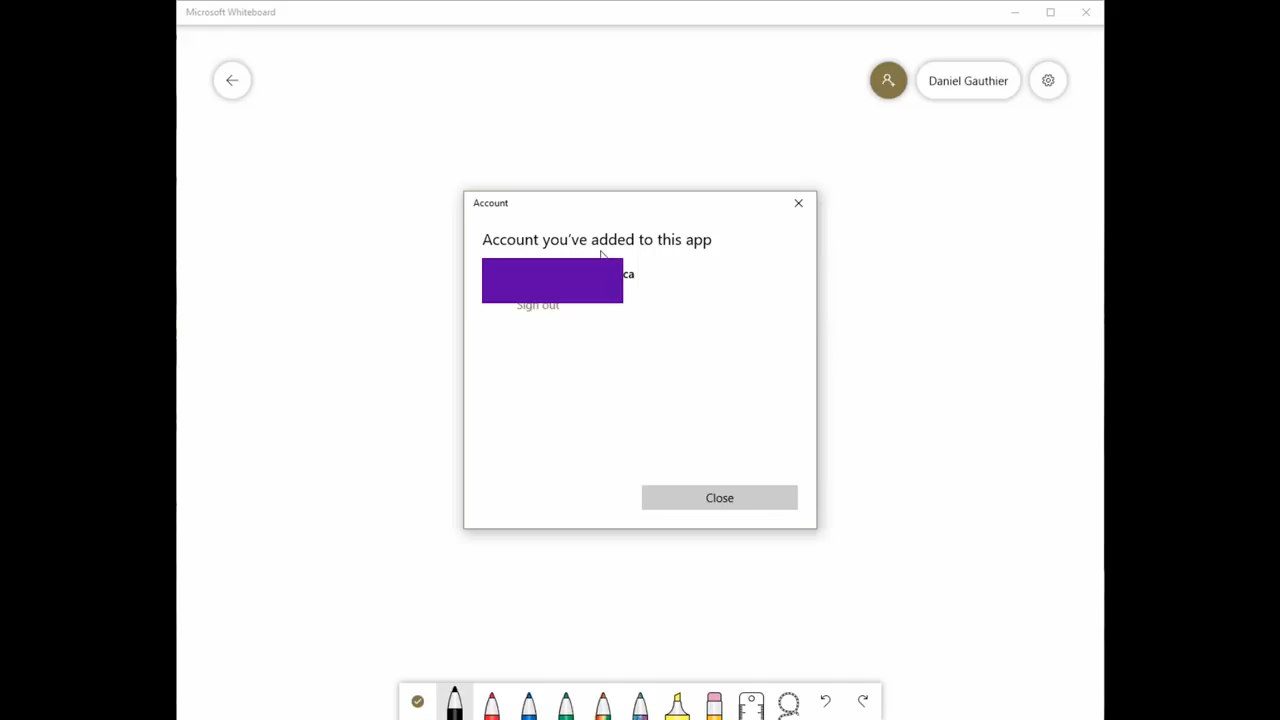 Microsoft Whiteboard
Daniel Gauthier
Account
Account you've added to this app
ca
Sign out
Close